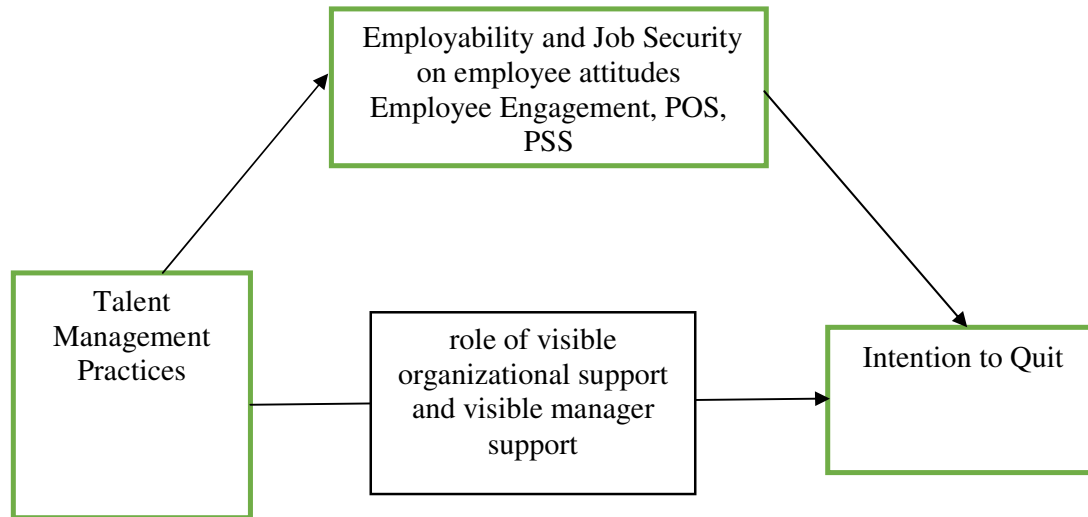 Employability and Job Security
on employee attitudes
Employee Engagement, POS,
PSS
Talent
Management
Practices
role of visible
organizational support
and visible manager
support
Intention to Quit